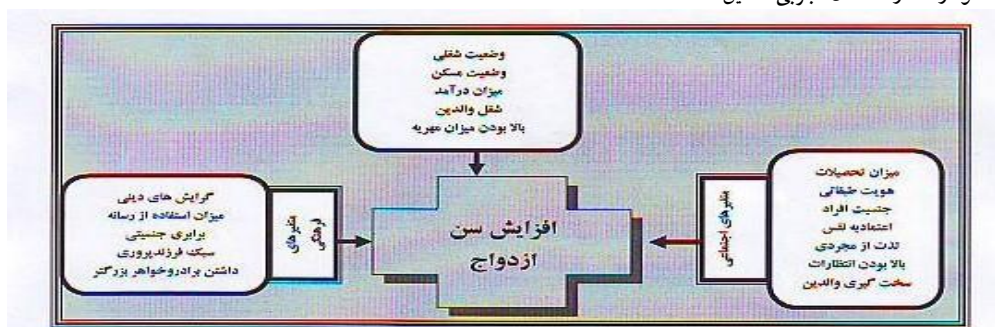 وضعیت شغلی
وضعیت مسکن
میزان درآمد
شغل والدین
بالا بودن میزان مهریه
میزان تحصیلات
هویت طبقاتی
جنسیت افراد
اعتمادبه نفس
لذت از مجردی
بالا بودن انتظارات
سخت گیری والدین
متغیرهای اجتماعی
افزایش سن
ازدواج
متغیرهای
فرهنگی
گرایش های دینی
میزان استفاده از رسانه
برابری جنسیتی
سبک فرزندپروری
داشتن برادروخواهر بزرگتر